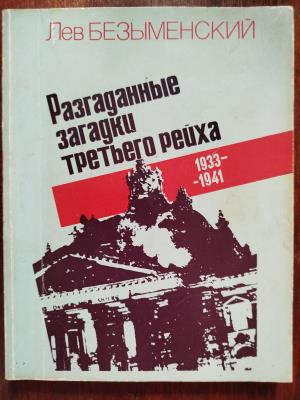 Лев БЕЗЫМЕНСКИЙ
Разгаданные
загадки
третьего рейха
1933-
-1941